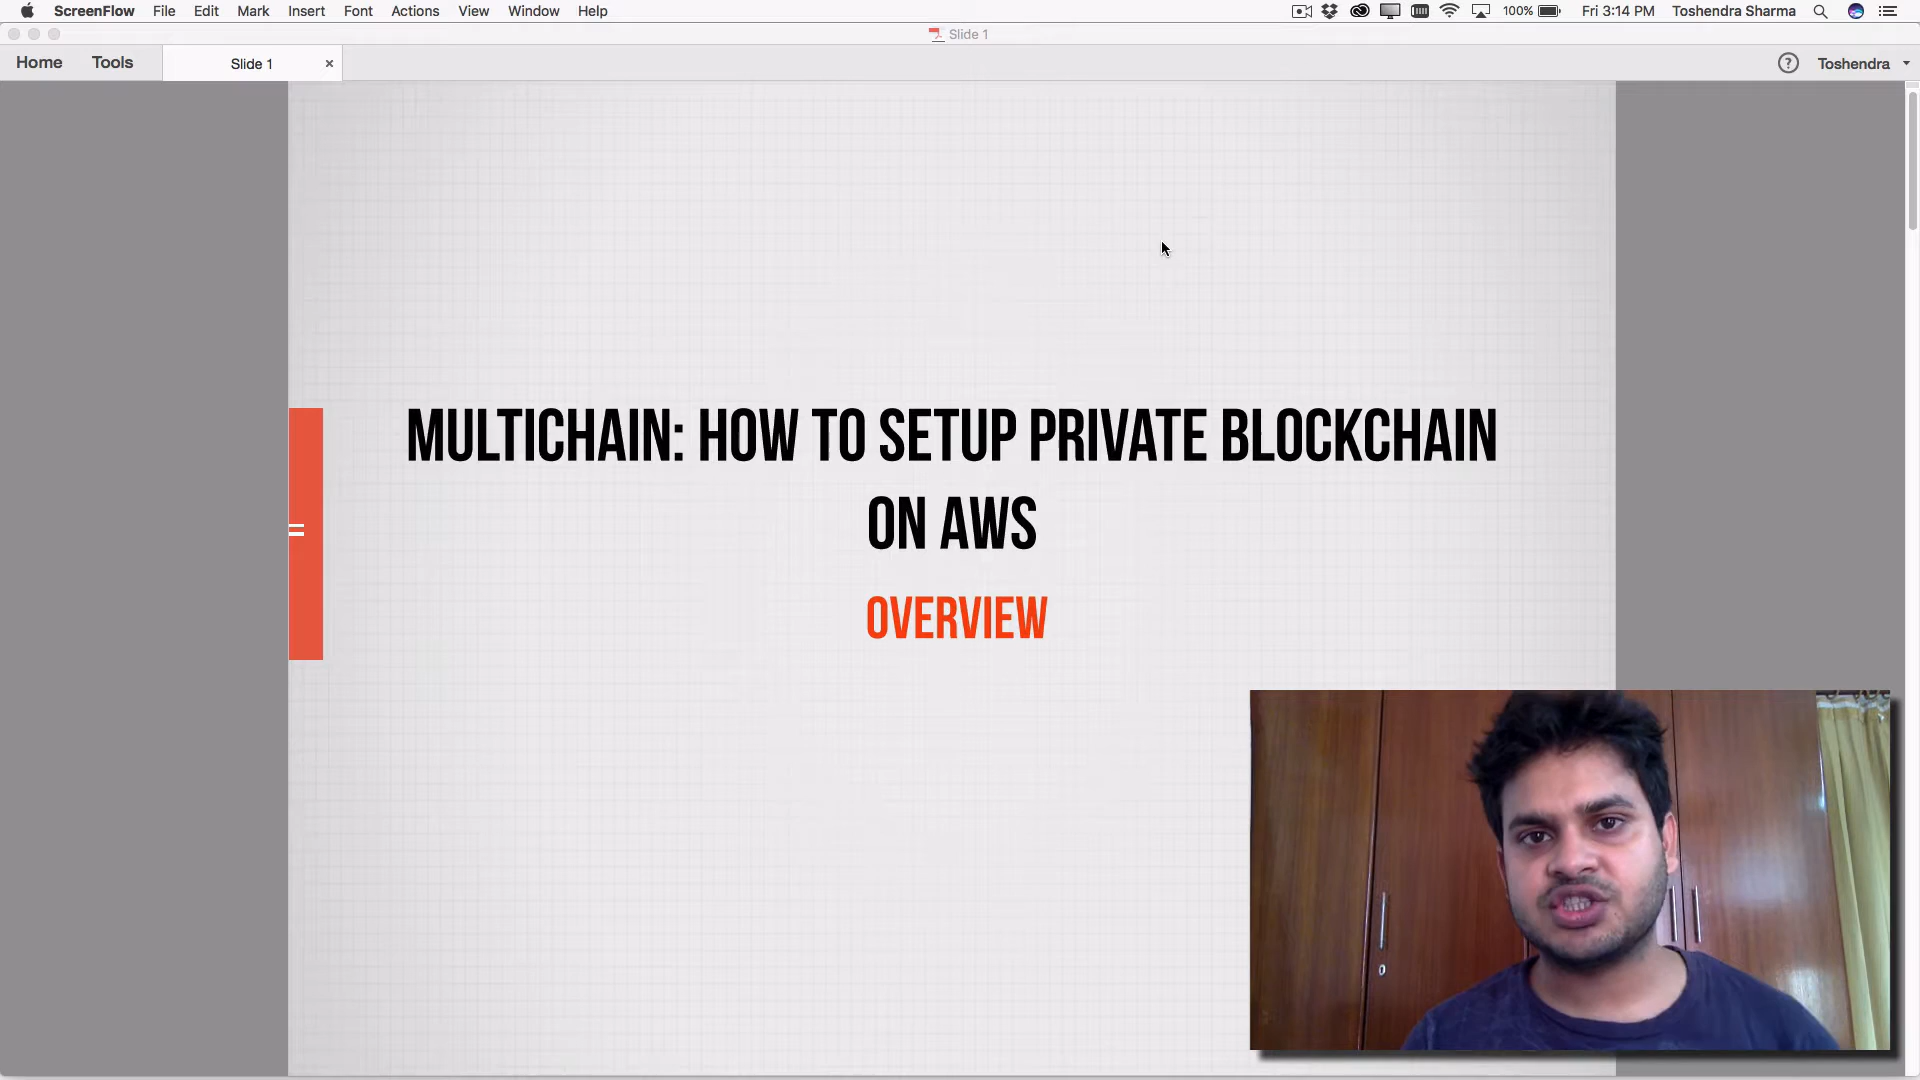 ScreenFlow File Edit Mark Insert Font Actions View Window Help 100% Fri 3:14 PM Toshendra Sharma
Slide 1
Home Tools Slide 1 × ? Toshendra
MULTICHAIN: HOW TO SETUP PRIVATE BLOCKCHAIN
ON AWS
OVERVIEW